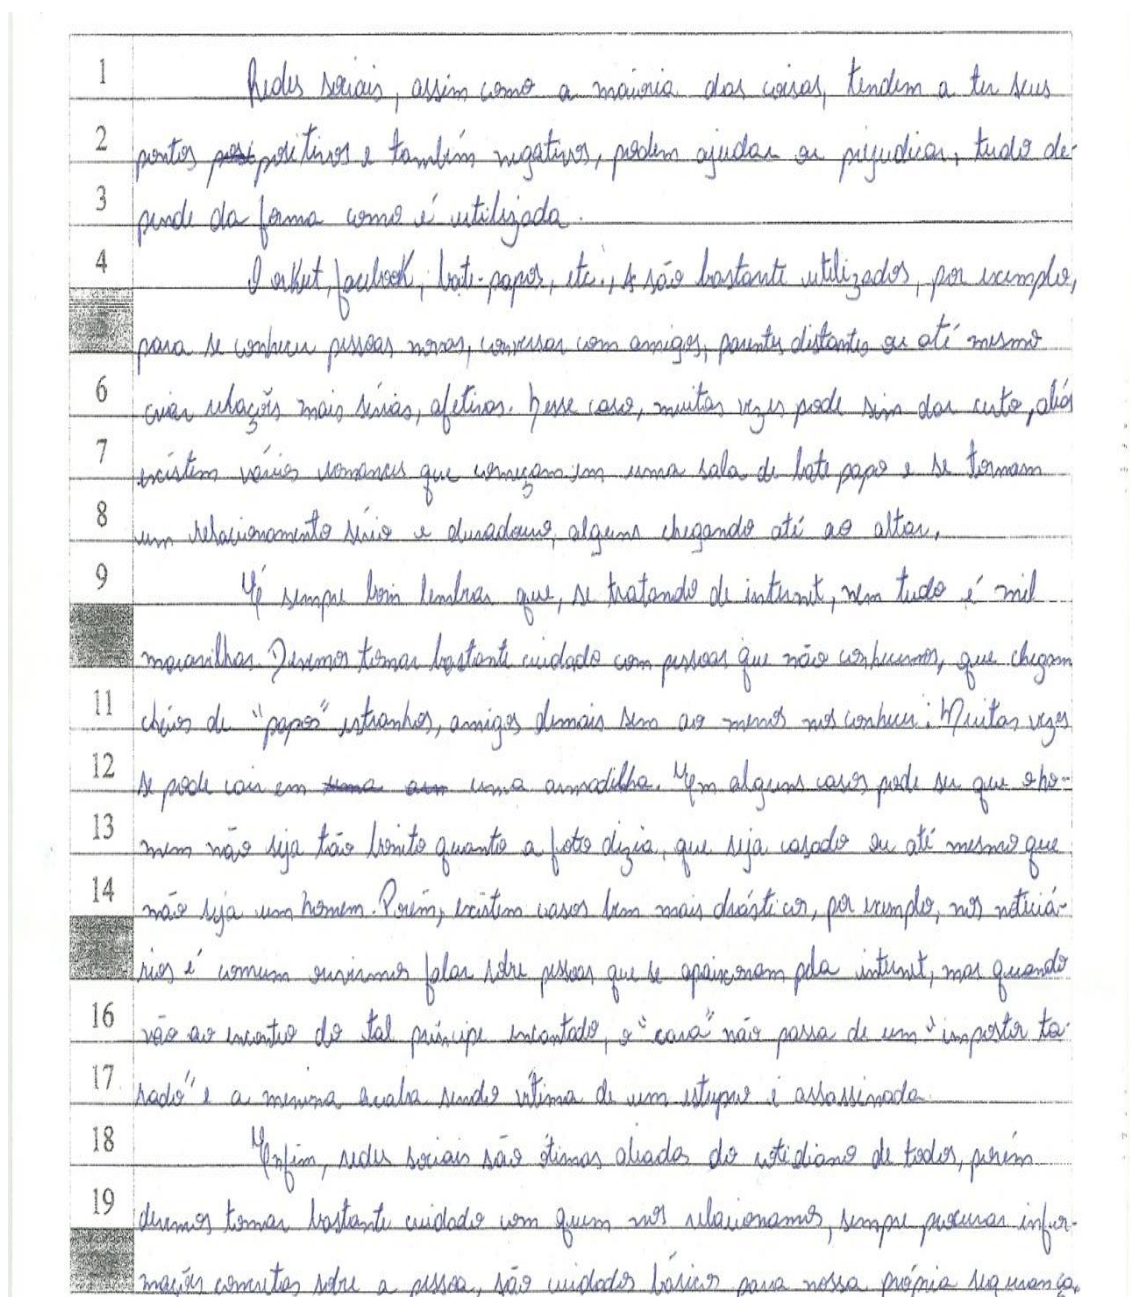 1 Redes sociais, assim como a maioria das coisas, tendem a ter seus
2 pontos posi positivos e também negativos, podem ajudar ou prejudicar, tudo de-
3 pende da forma como é utilizada.
4 O orkut, facebook, bate-papos, etc., s são bastante utilizados, por exemplo,
5 para se conhecer pessoas novas, conversar com amigos, parentes distantes ou até mesmo
6 criar relações mais sérias, afetivas. Nesse caso, muitas vezes pode sim dar certo, aliás
7 existem vários romances que começam em uma sala de bate papo e se tornam
8 um relacionamento sério e duradouro, alguns chegando até ao altar.
9 É sempre bom lembrar que, se tratando de internet, nem tudo é mil
maravilhas. Devemos tomar bastante cuidado com pessoas que não conhecemos, que chegam
11 cheios de "papos" estranhos, amigos demais sem ao menos nos conhecer. Muitas vezes
12 se pode cair em uma arm uma armadilha. Em alguns casos pode ser que o ho-
13 mem não seja tão bonito quanto a foto dizia, que seja casado ou até mesmo que
14 não seja um homem. Porém, existem casos bem mais drásticos, por exemplo, nos noticiá-
rios é comum ouvirmos falar sobre pessoas que se apaixonam pela internet, mas quando
16 vão ao encontro do tal príncipe encantado, o "cara" não passa de um "impostor ta-
17 rado" e a menina acaba sendo vítima de um estupro e assassinada.
18 Enfim, redes sociais são ótimas aliadas do cotidiano de todos, porém
19 devemos tomar bastante cuidado com quem nos relacionamos, sempre procurar infor-
mações concretas sobre a pessoa, são cuidados básicos para nossa própria segurança.